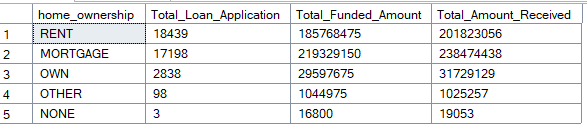 home_ownership Total_Loan_Application Total_Funded_Amount Total_Amount_Received
1 RENT 18439 185768475 201823056
2 MORTGAGE 17198 219329150 238474438
3 OWN 2838 29597675 31729129
4 OTHER 98 1044975 1025257
5 NONE 3 16800 19053